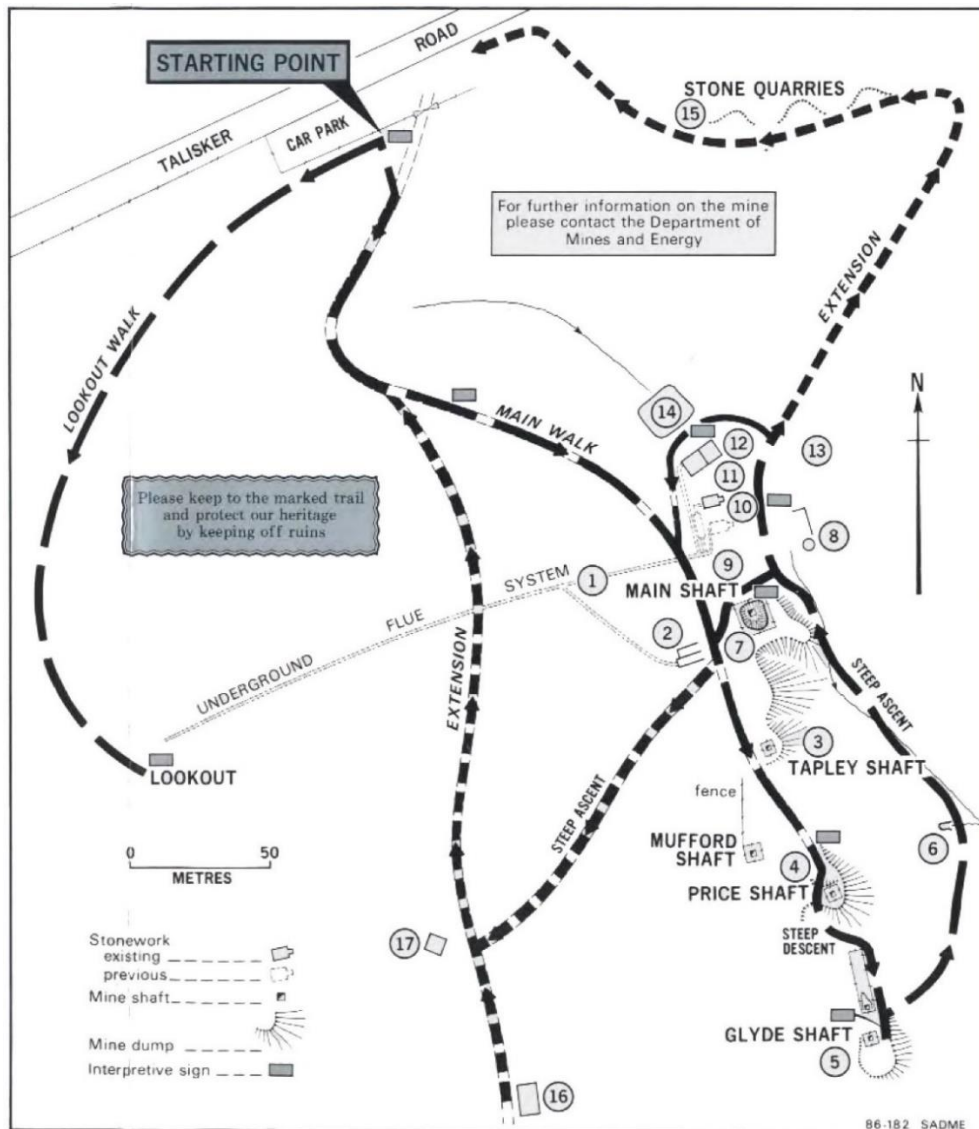 STARTING POINT
TALISKER ROAD
CAR PARK
STONE QUARRIES
15
For further information on the mine
please contact the Department of
Mines and Energy
EXTENSION
LOOKOUT WALK
N
14
MAIN WALK
12
13
11
10
Please keep to the marked trail
and protect our heritage
by keeping off ruins
8
9
1
MAIN SHAFT
UNDERGROUND FLUE SYSTEM
2
7
EXTENSION
STEEP ASCENT
3
TAPLEY SHAFT
LOOKOUT
fence
STEEP ASCENT
MUFFORD
SHAFT
6
0 50
METRES
4
PRICE SHAFT
STEEP
DESCENT
17
Stonework
existing
previous
Mine shaft
Mine dump
Interpretive sign
GLYDE SHAFT
5
16
86-182 SADME